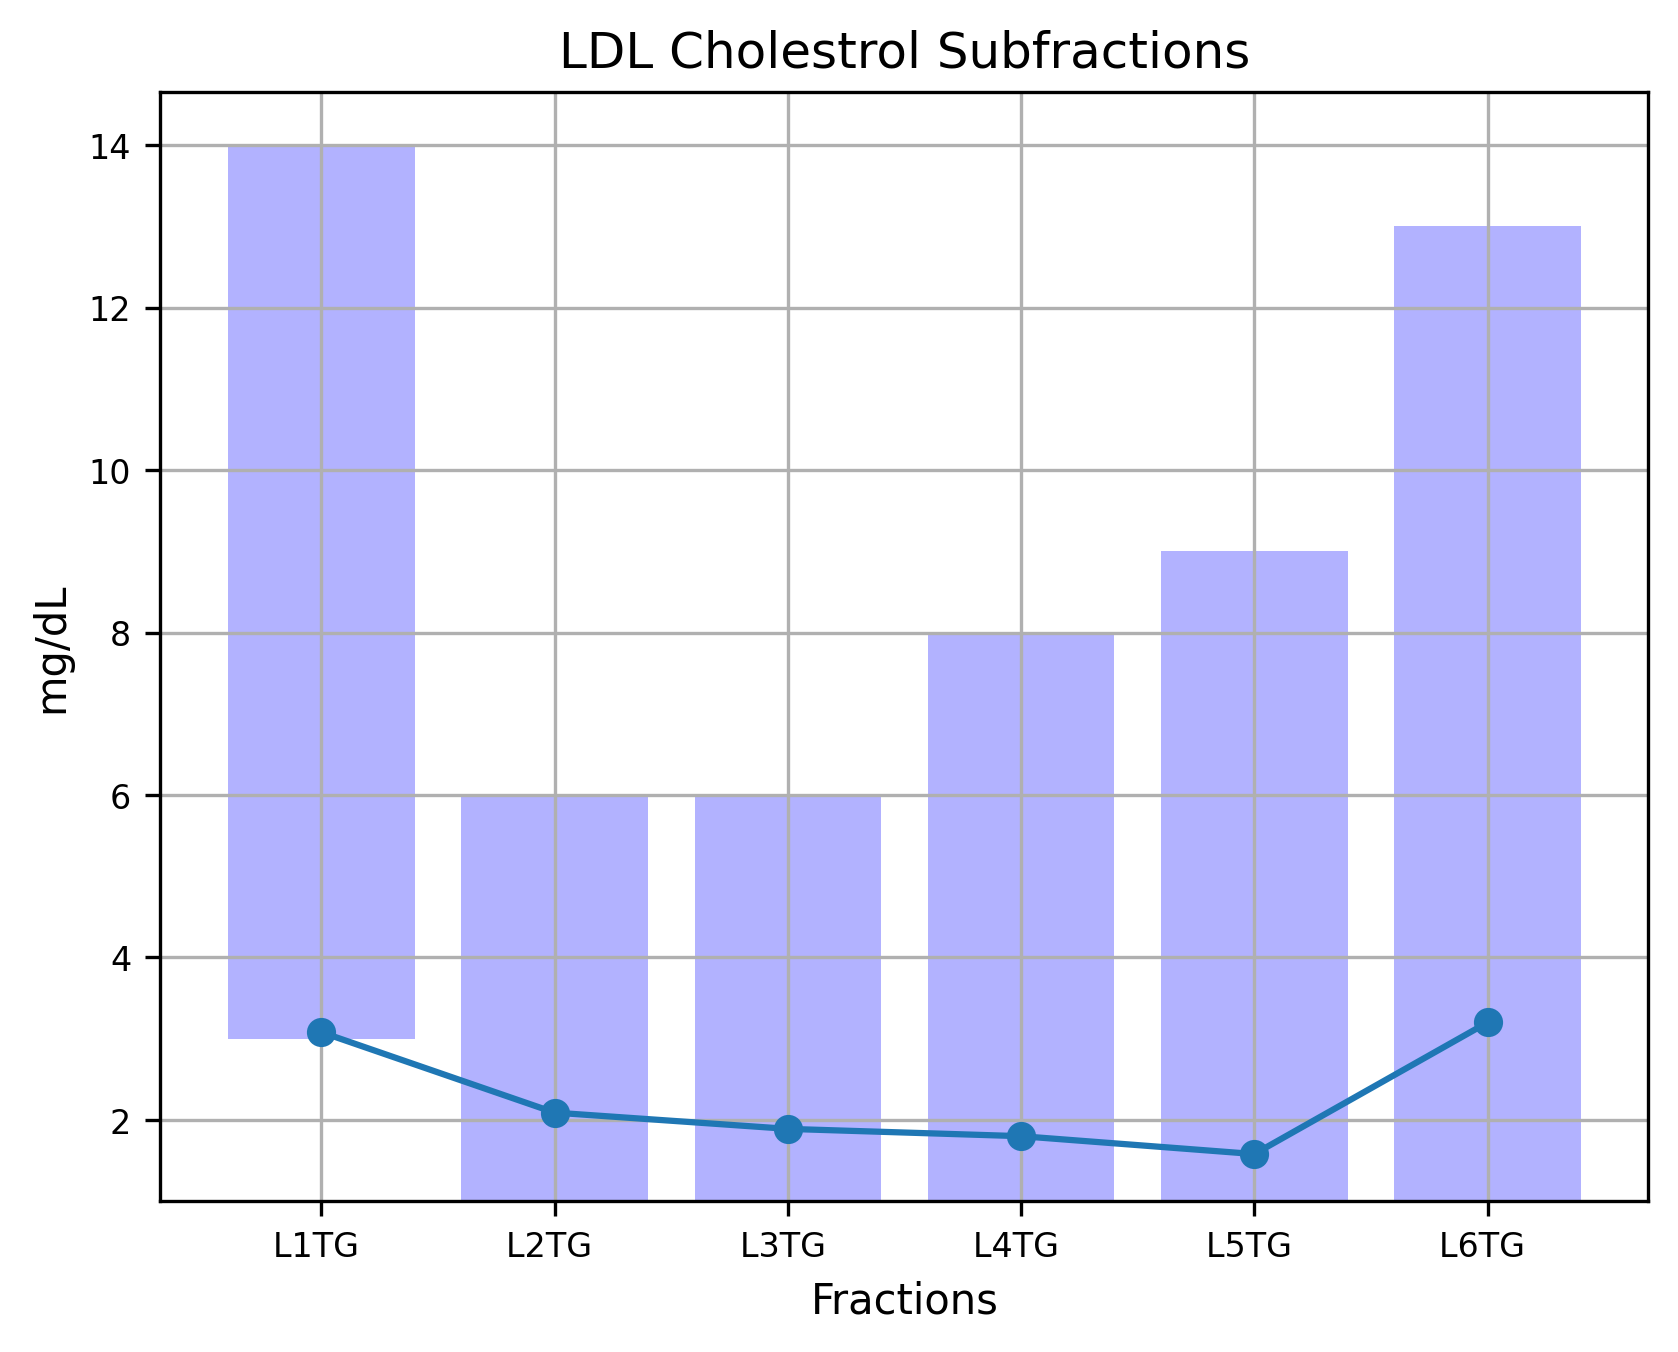 LDL Cholestrol Subfractions
14
12
10
8
6
4
2
mg/dL
L1TG L2TG L3TG L4TG L5TG L6TG
Fractions